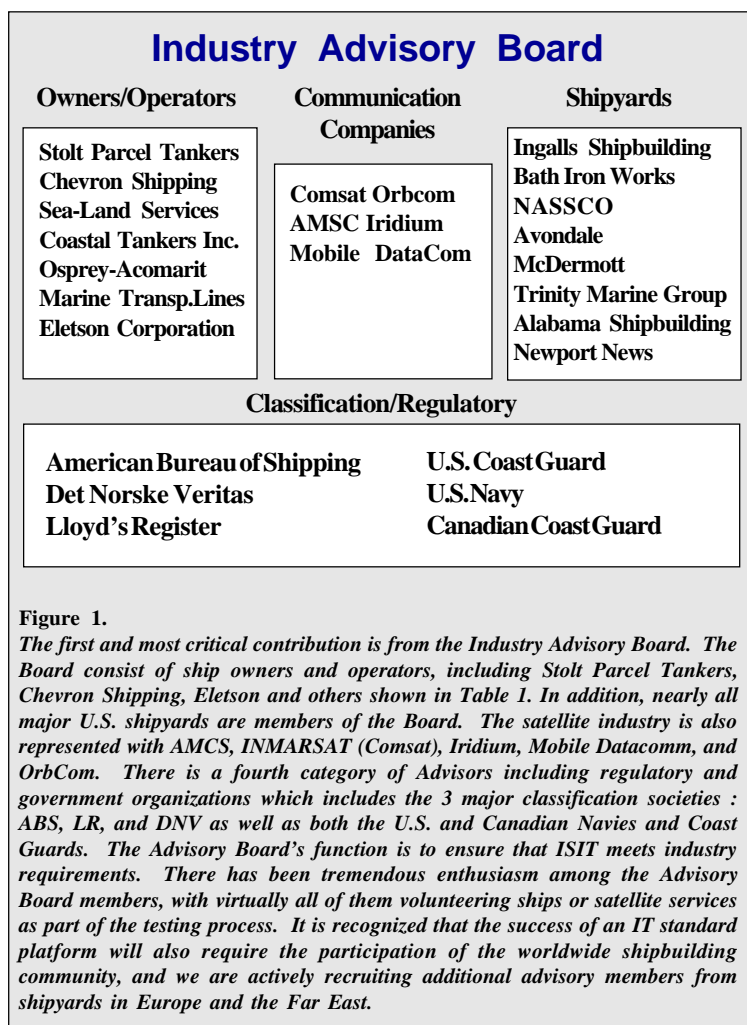 Industry Advisory Board
Owners/Operators
Stolt Parcel Tankers
Chevron Shipping
Sea-Land Services
Coastal Tankers Inc.
Osprey-Acomarit
Marine Transp.Lines
Eletson Corporation
Communication
Companies
Comsat Orbcom
AMSC Iridium
Mobile DataCom
Shipyards
Ingalls Shipbuilding
Bath Iron Works
NASSCO
Avondale
McDermott
Trinity Marine Group
Alabama Shipbuilding
Newport News
Classification/Regulatory
American Bureau of Shipping
Det Norske Veritas
Lloyd's Register
U.S. Coast Guard
U.S. Navy
Canadian Coast Guard
Figure 1.
The first and most critical contribution is from the Industry Advisory Board. The
Board consist of ship owners and operators, including Stolt Parcel Tankers,
Chevron Shipping, Eletson and others shown in Table 1. In addition, nearly all
major U.S. shipyards are members of the Board. The satellite industry is also
represented with AMCS, INMARSAT (Comsat), Iridium, Mobile Datacomm, and
OrbCom. There is a fourth category of Advisors including regulatory and
government organizations which includes the 3 major classification societies :
ABS, LR, and DNV as well as both the U.S. and Canadian Navies and Coast
Guards. The Advisory Board's function is to ensure that ISIT meets industry
requirements. There has been tremendous enthusiasm among the Advisory
Board members, with virtually all of them volunteering ships or satellite services
as part of the testing process. It is recognized that the success of an IT standard
platform will also require the participation of the worldwide shipbuilding
community, and we are actively recruiting additional advisory members from
shipyards in Europe and the Far East.